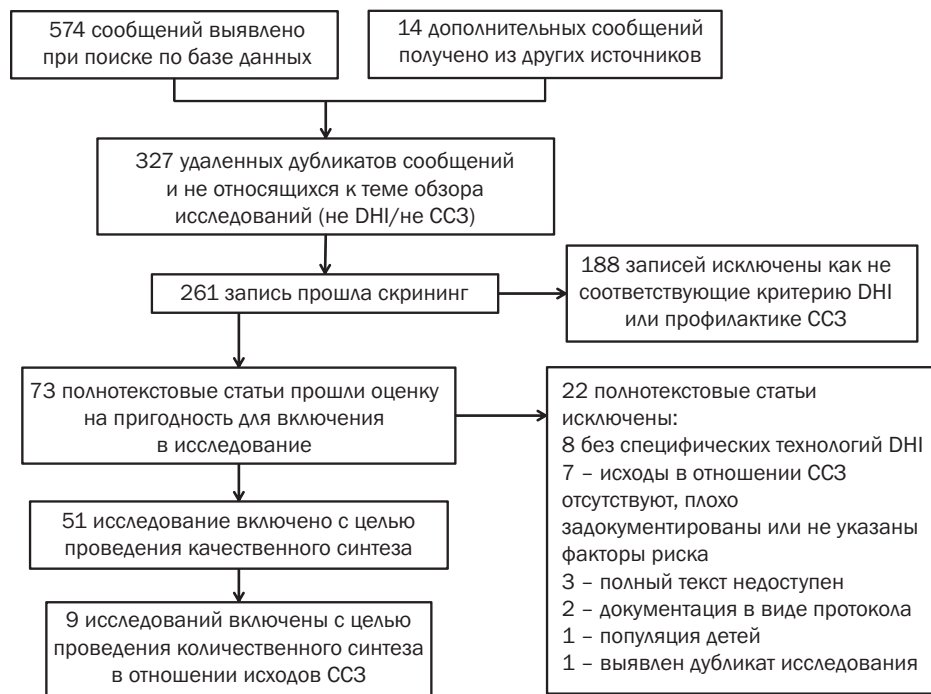 574 сообщений выявлено
при поиске по базе данных
14 дополнительных сообщений
получено из других источников
327 удаленных дубликатов сообщений
и не относящихся к теме обзора
исследований (не DHI/не ССЗ)
261 запись прошла скрининг
188 записей исключены как не
соответствующие критерию DHI
или профилактике ССЗ
73 полнотекстовые статьи прошли оценку
на пригодность для включения
в исследование
22 полнотекстовые статьи
исключены:
8 без специфических технологий DHI
7 – исходы в отношении ССЗ
отсутствуют, плохо
задокументированы или не указаны
факторы риска
3 – полный текст недоступен
2 – документация в виде протокола
1 – популяция детей
1 – выявлен дубликат исследования
51 исследование включено с целью
проведения качественного синтеза
9 исследований включены с целью
проведения количественного синтеза
в отношении исходов ССЗ